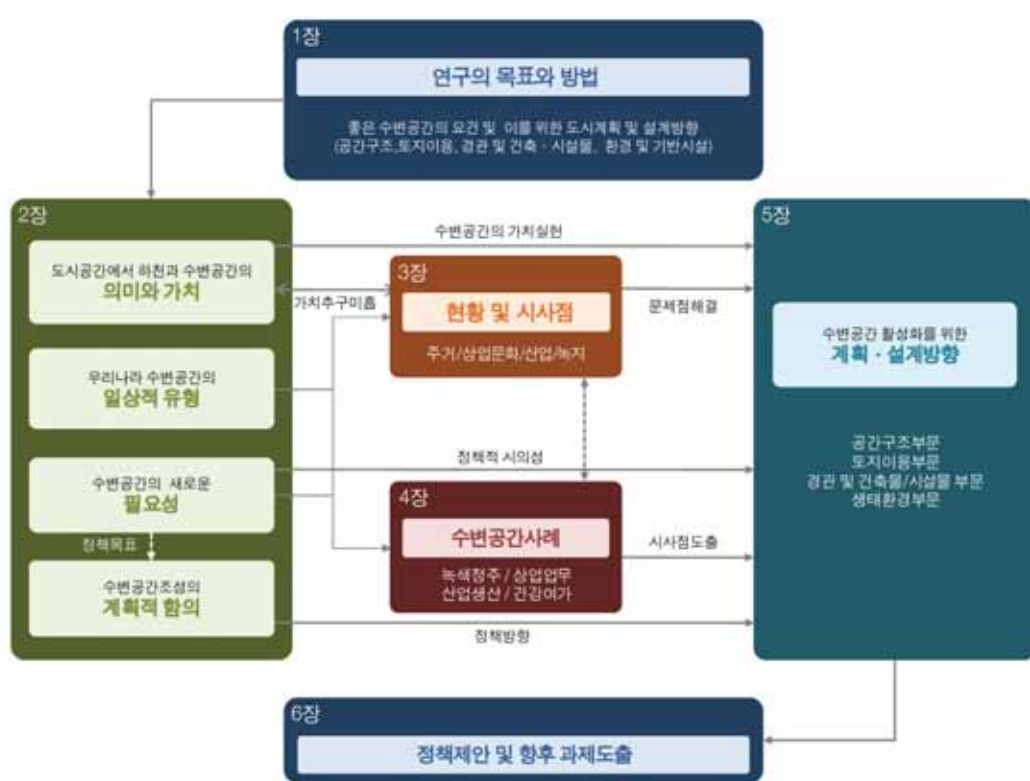 1장
연구의 목표와 방법
좋은 수변공간의 요건 및 이를 위한 도시계획 및 설계방향
(공간구조,토지이용, 경관 및 건축·시설물, 환경 및 기반시설)
2장
도시공간에서 하천과 수변공간의
의미와 가치
우리나라 수변공간의
일상적 유형
수변공간의 새로운
필요성
정책목표
수변공간조성의
계획적 함의
수변공간의 가치실현
가치추구미흡
3장
현황 및 시사점
주거/상업문화/산업/녹지
문제점해결
정책적 시의성
4장
수변공간사례
녹색정주 / 상업업무
산업생산 / 건강여가
시사점도출
정책방향
5장
수변공간 활성화를 위한
계획·설계방향
공간구조부문
토지이용부문
경관 및 건축물/시설물 부문
생태환경부문
6장
정책제안 및 향후 과제도출